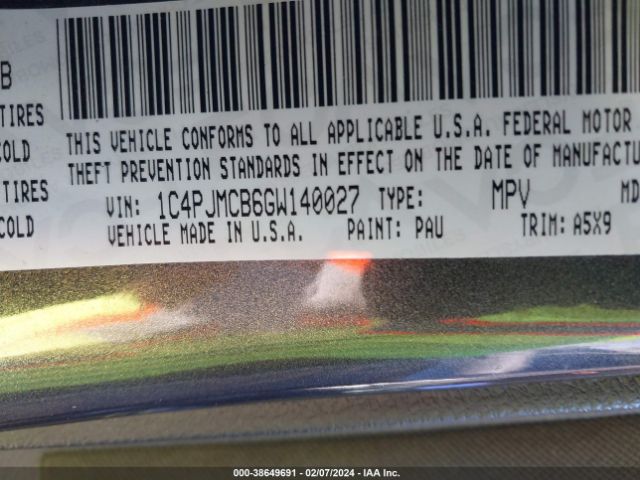 B
TIRES
COLD
TIRES
COLD
THIS VEHICLE CONFORMS TO ALL APPLICABLE U.S.A. FEDERAL MOTOR
THEFT PREVENTION STANDARDS IN EFFECT ON THE DATE OF MANUFACTU
VIN: 1C4PJMCB6GW140027 TYPE: MPV MD
VEHICLE MADE IN U.S.A. PAINT: PAU TRIM: A5X9
000-38649691 - 02/07/2024 - IAA Inc.